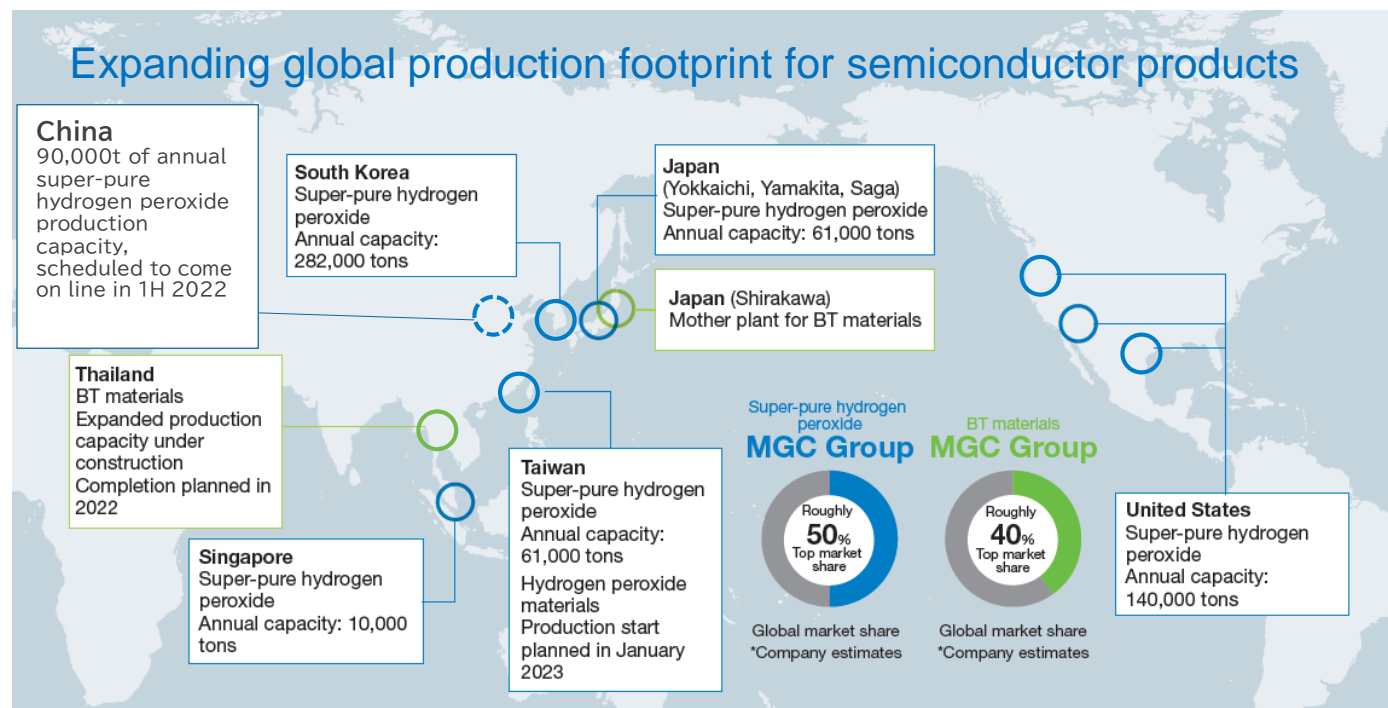 Expanding global production footprint for semiconductor products
China
90,000t of annual
super-pure
hydrogen peroxide
production
capacity,
scheduled to come
on line in 1H 2022
South Korea
Super-pure hydrogen
peroxide
Annual capacity:
282,000 tons
Japan
(Yokkaichi, Yamakita, Saga)
Super-pure hydrogen peroxide
Annual capacity: 61,000 tons
Japan (Shirakawa)
Mother plant for BT materials
Thailand
BT materials
Expanded production
capacity under
construction
Completion planned in
2022
Singapore
Super-pure hydrogen
peroxide
Annual capacity: 10,000
tons
Taiwan
Super-pure hydrogen
peroxide
Annual capacity:
61,000 tons
Hydrogen peroxide
materials
Production start
planned in January
2023
Super-pure hydrogen
peroxide
MGC Group
Roughly
50%
Top market
share
Global market share
*Company estimates
BT materials
MGC Group
Roughly
40%
Top market
share
Global market share
*Company estimates
United States
Super-pure hydrogen
peroxide
Annual capacity:
140,000 tons